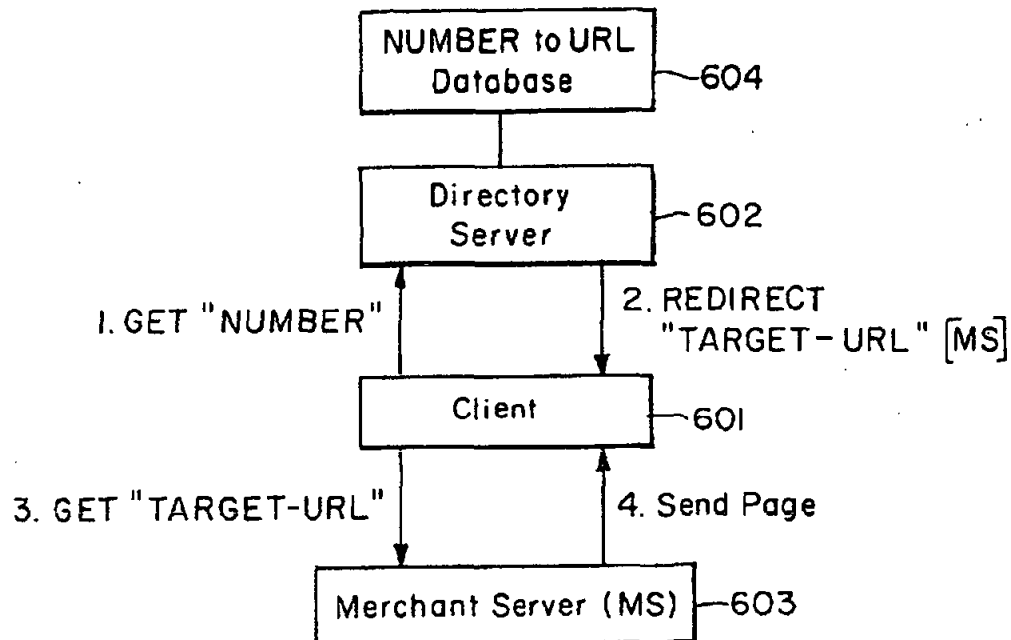 NUMBER to URL
Database
604
Directory
Server
602
1. GET "NUMBER"
2. REDIRECT
"TARGET-URL" [MS]
Client
601
3. GET "TARGET-URL"
4. Send Page
Merchant Server (MS)
603